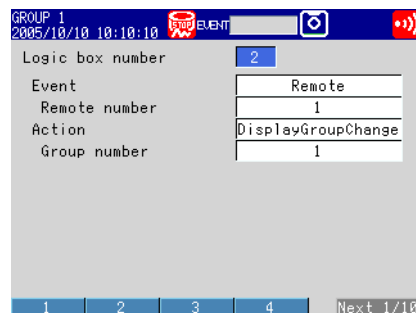 GROUP 1
2005/10/10 10:10:10 STOP EVENT
Logic box number 2
Event Remote
Remote number 1
Action DisplayGroupChange
Group number 1
1 2 3 4 Next 1/10